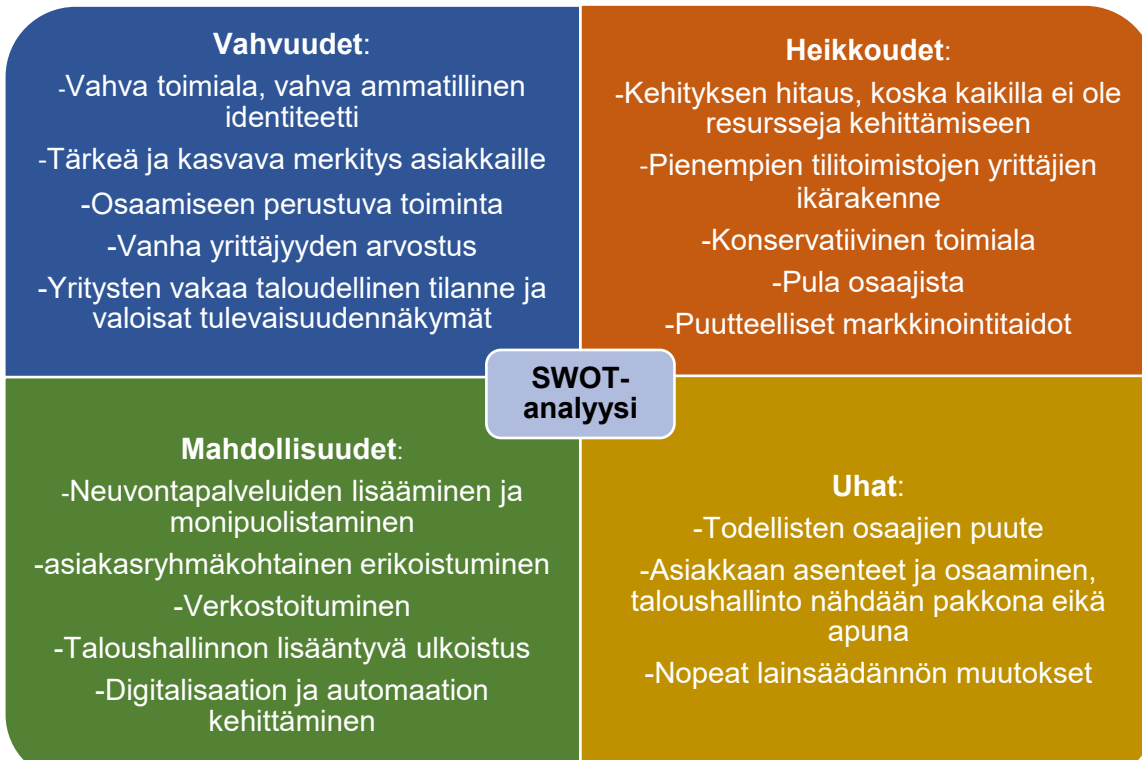 Vahvuudet:
-Vahva toimiala, vahva ammatillinen
identiteetti
-Tärkeä ja kasvava merkitys asiakkaille
-Osaamiseen perustuva toiminta
-Vanha yrittäjyyden arvostus
-Yritysten vakaa taloudellinen tilanne ja
valoisat tulevaisuudennäkymät
Heikkoudet:
-Kehityksen hitaus, koska kaikilla ei ole
resursseja kehittämiseen
-Pienempien tilitoimistojen yrittäjien
ikärakenne
-Konservatiivinen toimiala
-Pula osaajista
-Puutteelliset markkinointitaidot
SWOT-
analyysi
Mahdollisuudet:
-Neuvontapalveluiden lisääminen ja
monipuolistaminen
-asiakasryhmäkohtainen erikoistuminen
-Verkostoituminen
-Taloushallinnon lisääntyvä ulkoistus
-Digitalisaation ja automaation
kehittäminen
Uhat:
-Todellisten osaajien puute
-Asiakkaan asenteet ja osaaminen,
taloushallinto nähdään pakkona eikä
apuna
-Nopeat lainsäädännön muutokset